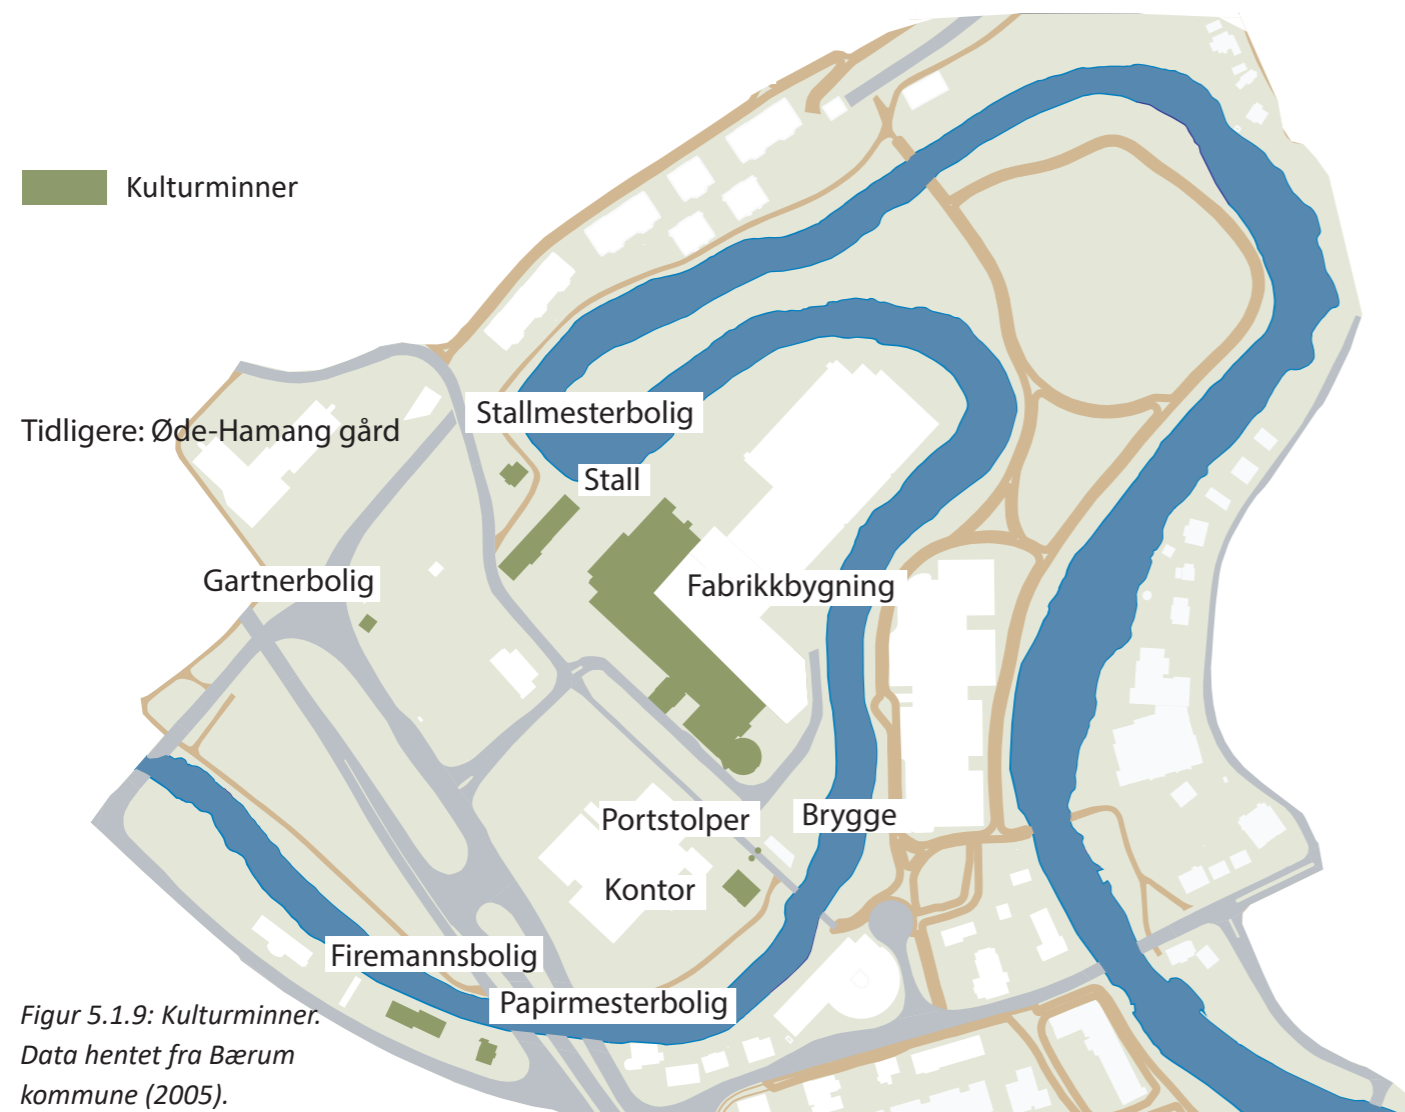 Kulturminner
Stallmesterbolig
Tidligere: Øde-Hamang gård
Stall
Gartnerbolig
Fabrikkbygning
Portstolper
Brygge
Kontor
Firemannsbolig
Papirmesterbolig
Figur 5.1.9: Kulturminner.
Data hentet fra Bærum
kommune (2005).